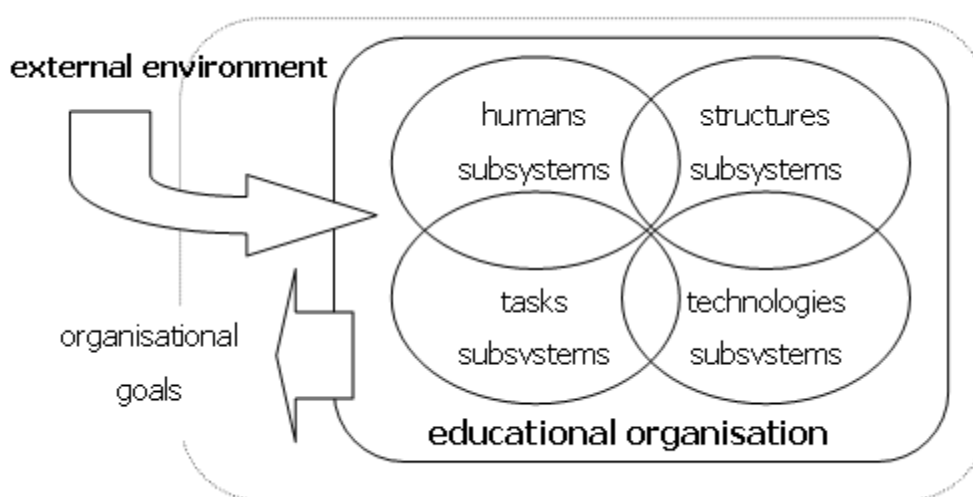 external environment
humans
subsystems
structures
subsystems
tasks
subsystems
technologies
subsystems
organisational
goals
educational organisation